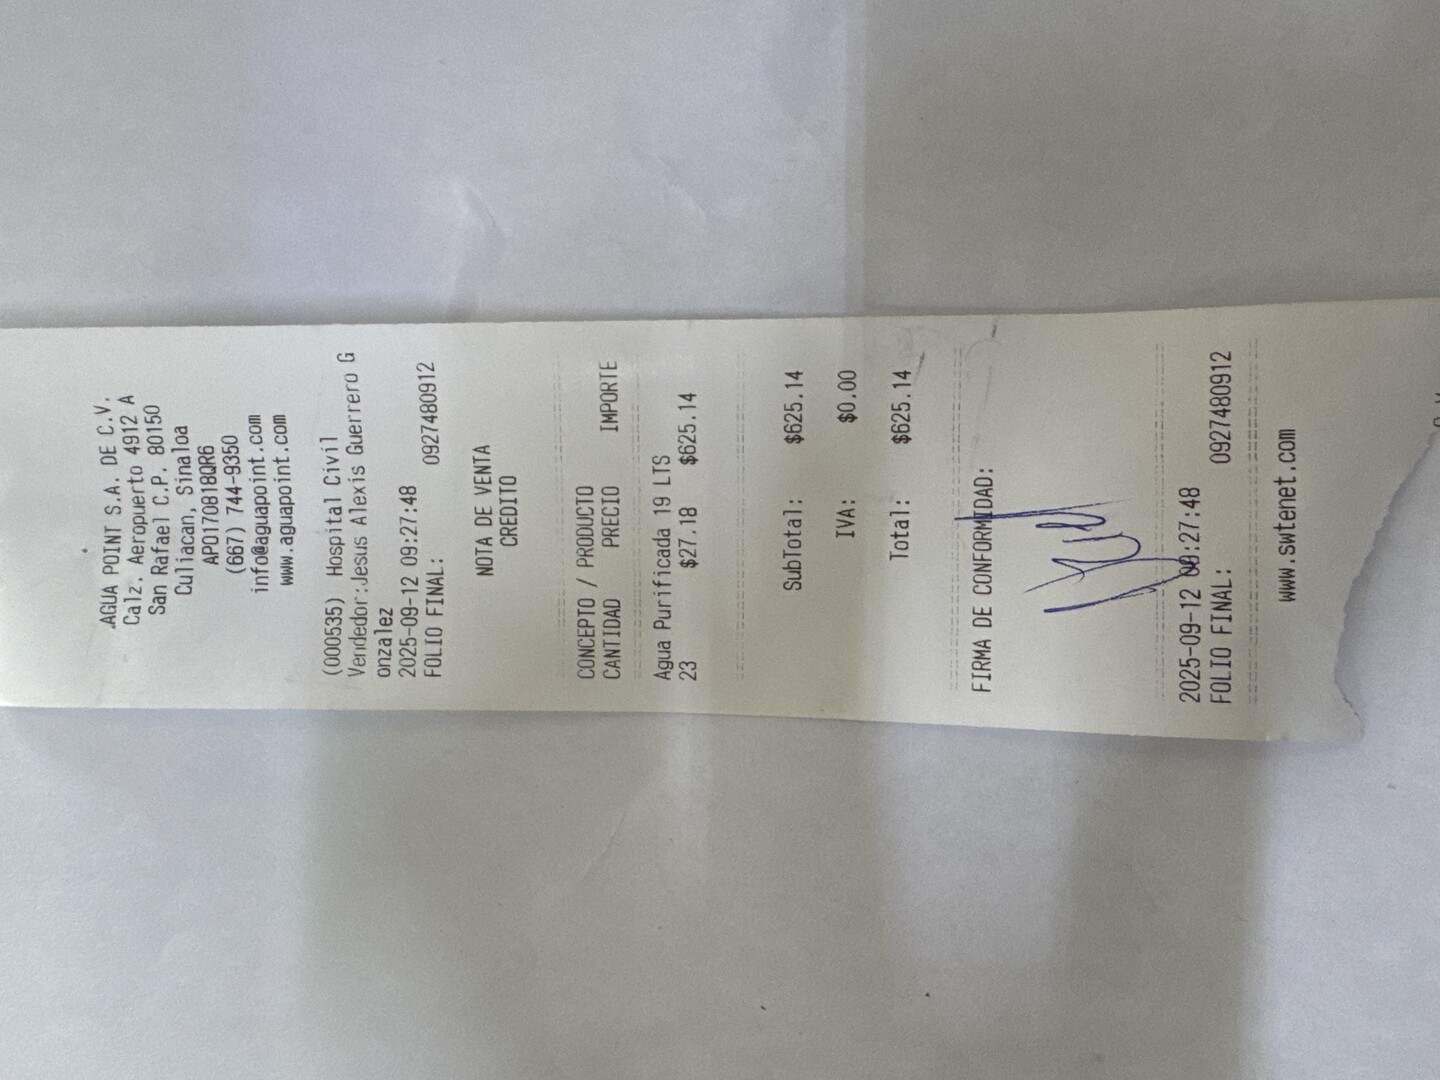 AGUA POINT S.A. DE C.V.
Calz. Aeropuerto 4912 A
San Rafael C.P. 80150
Culiacan, Sinaloa
APO170818QR6
(667) 744-9350
info@aguapoint.com
www.aguapoint.com
(000535) Hospital Civil
Vendedor:Jesus Alexis Guerrero G
onzalez
2025-09-12 09:27:48
FOLIO FINAL: 0927480912
NOTA DE VENTA
CREDITO
CONCEPTO / PRODUCTO
CANTIDAD PRECIO IMPORTE
Agua Purificada 19 LTS
23 $27.18 $625.14
SubTotal: $625.14
IVA: $0.00
Total: $625.14
FIRMA DE CONFORMIDAD:
2025-09-12 09:27:48
FOLIO FINAL: 0927480912
www.swtenet.com